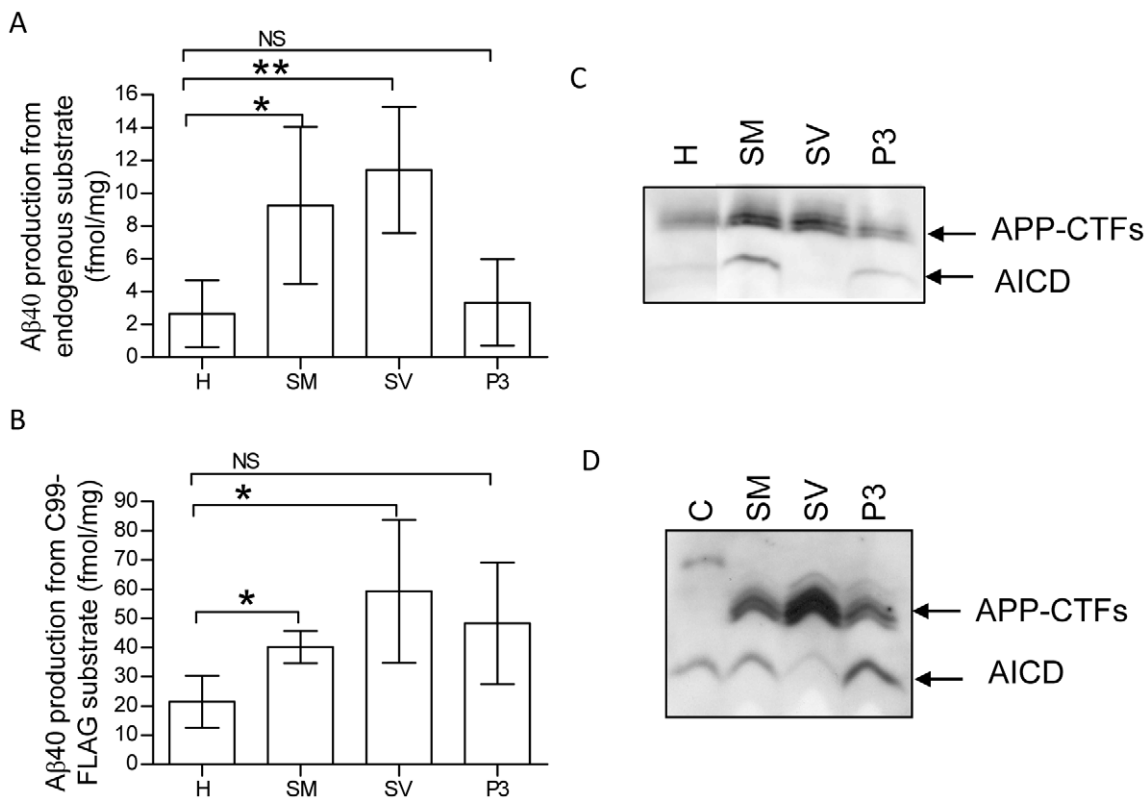 A
NS
**
*
16
14
12
10
8
6
4
2
0
Aβ40 production from
endogenous substrate
(fmol/mg)
H SM SV P3
B
NS
*
*
90
80
70
60
50
40
30
20
10
0
Aβ40 production from C99-
FLAG substrate (fmol/mg)
H SM SV P3
C
H SM SV P3
APP-CTFs
AICD
D
C SM SV P3
APP-CTFs
AICD